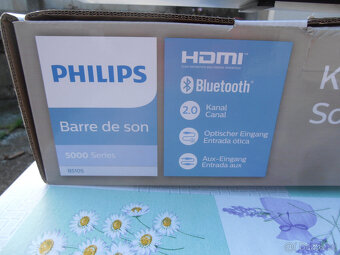 PHILIPS
Barre de son
5000 Series
B5105
HDMI
Bluetooth®
2.0
Kanal
Canal
Optischer Eingang
Entrada ótica
Aux-Eingang
Entrada aux